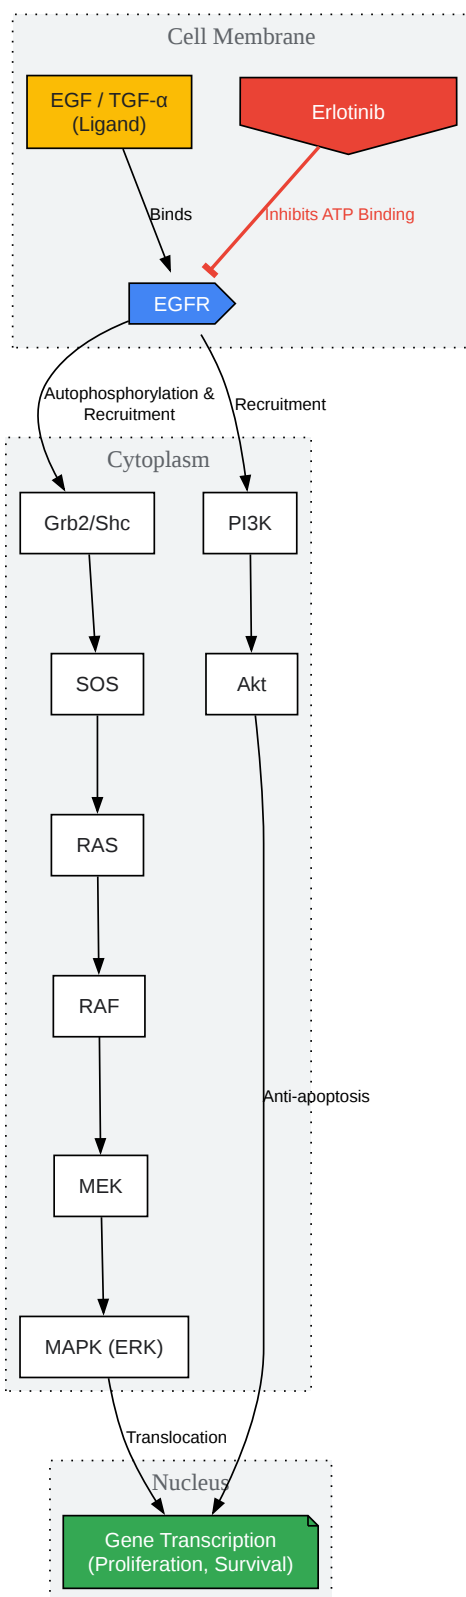 Cell Membrane
EGF / TGF-α
(Ligand)
Erlotinib
Binds
Inhibits ATP Binding
EGFR
Autophosphorylation &
Recruitment
Recruitment
Cytoplasm
Grb2/Shc
PI3K
SOS
Akt
RAS
RAF
Anti-apoptosis
MEK
MAPK (ERK)
Translocation
Nucleus
Gene Transcription
(Proliferation, Survival)